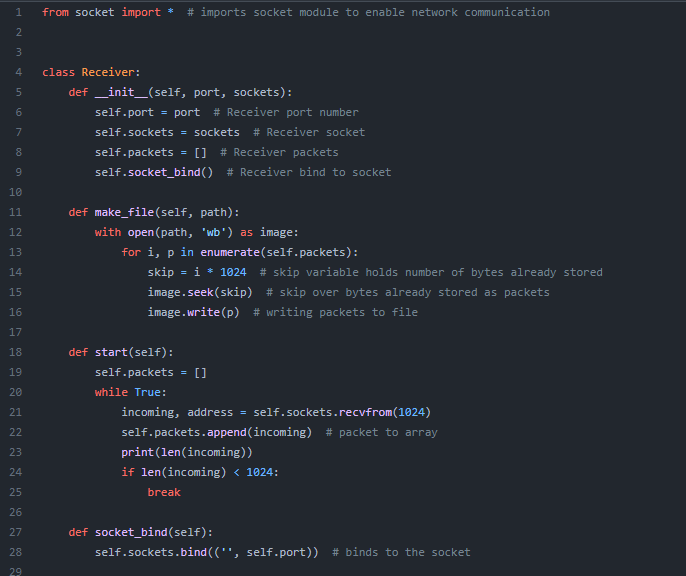 1 from socket import *  # imports socket module to enable network communication
2
3
4 class Receiver:
5     def __init__(self, port, sockets):
6         self.port = port  # Receiver port number
7         self.sockets = sockets  # Receiver socket
8         self.packets = []  # Receiver packets
9         self.socket_bind()  # Receiver bind to socket
10
11     def make_file(self, path):
12         with open(path, 'wb') as image:
13             for i, p in enumerate(self.packets):
14                 skip = i * 1024  # skip variable holds number of bytes already stored
15                 image.seek(skip)  # skip over bytes already stored as packets
16                 image.write(p)  # writing packets to file
17
18     def start(self):
19         self.packets = []
20         while True:
21             incoming, address = self.sockets.recvfrom(1024)
22             self.packets.append(incoming)  # packet to array
23             print(len(incoming))
24             if len(incoming) < 1024:
25                 break
26
27     def socket_bind(self):
28         self.sockets.bind(('', self.port))  # binds to the socket
29